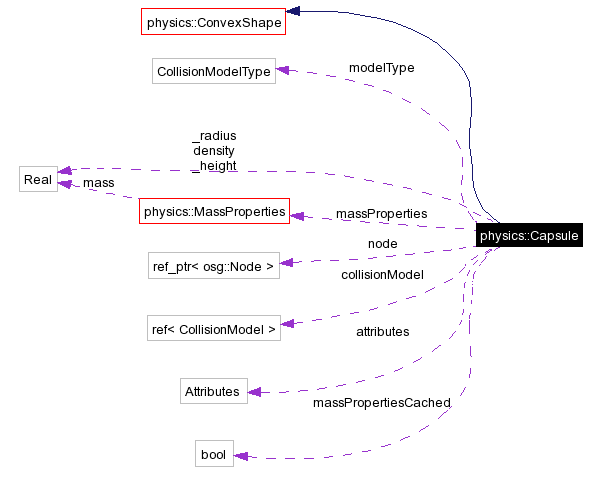 physics::ConvexShape
CollisionModelType
modelType
_radius
density
_height
Real
mass
physics::MassProperties
massProperties
physics::Capsule
node
ref_ptr< osg::Node >
collisionModel
ref< CollisionModel >
attributes
Attributes
massPropertiesCached
bool